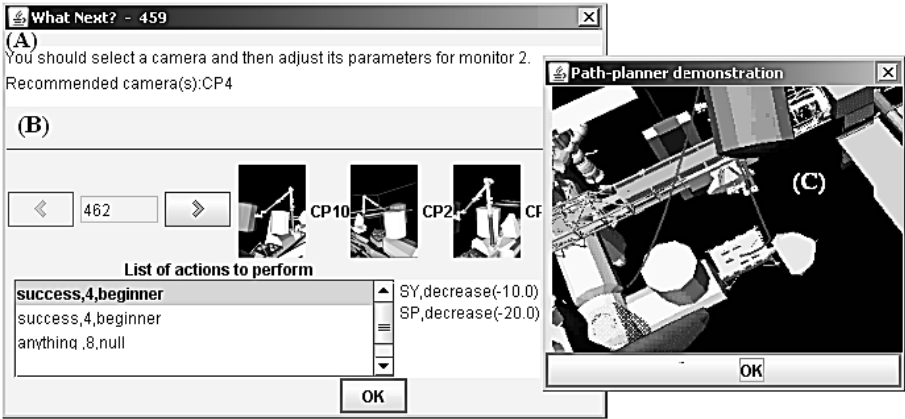 What Next? - 459
(A)
You should select a camera and then adjust its parameters for monitor 2.
Recommended camera(s):CP4
(B)
462
CP10
CP2
CP
List of actions to perform
success,4,beginner
success,4,beginner
anything ,8,null
SY,decrease(-10.0)
SP,decrease(-20.0)
OK
Path-planner demonstration
(C)
OK